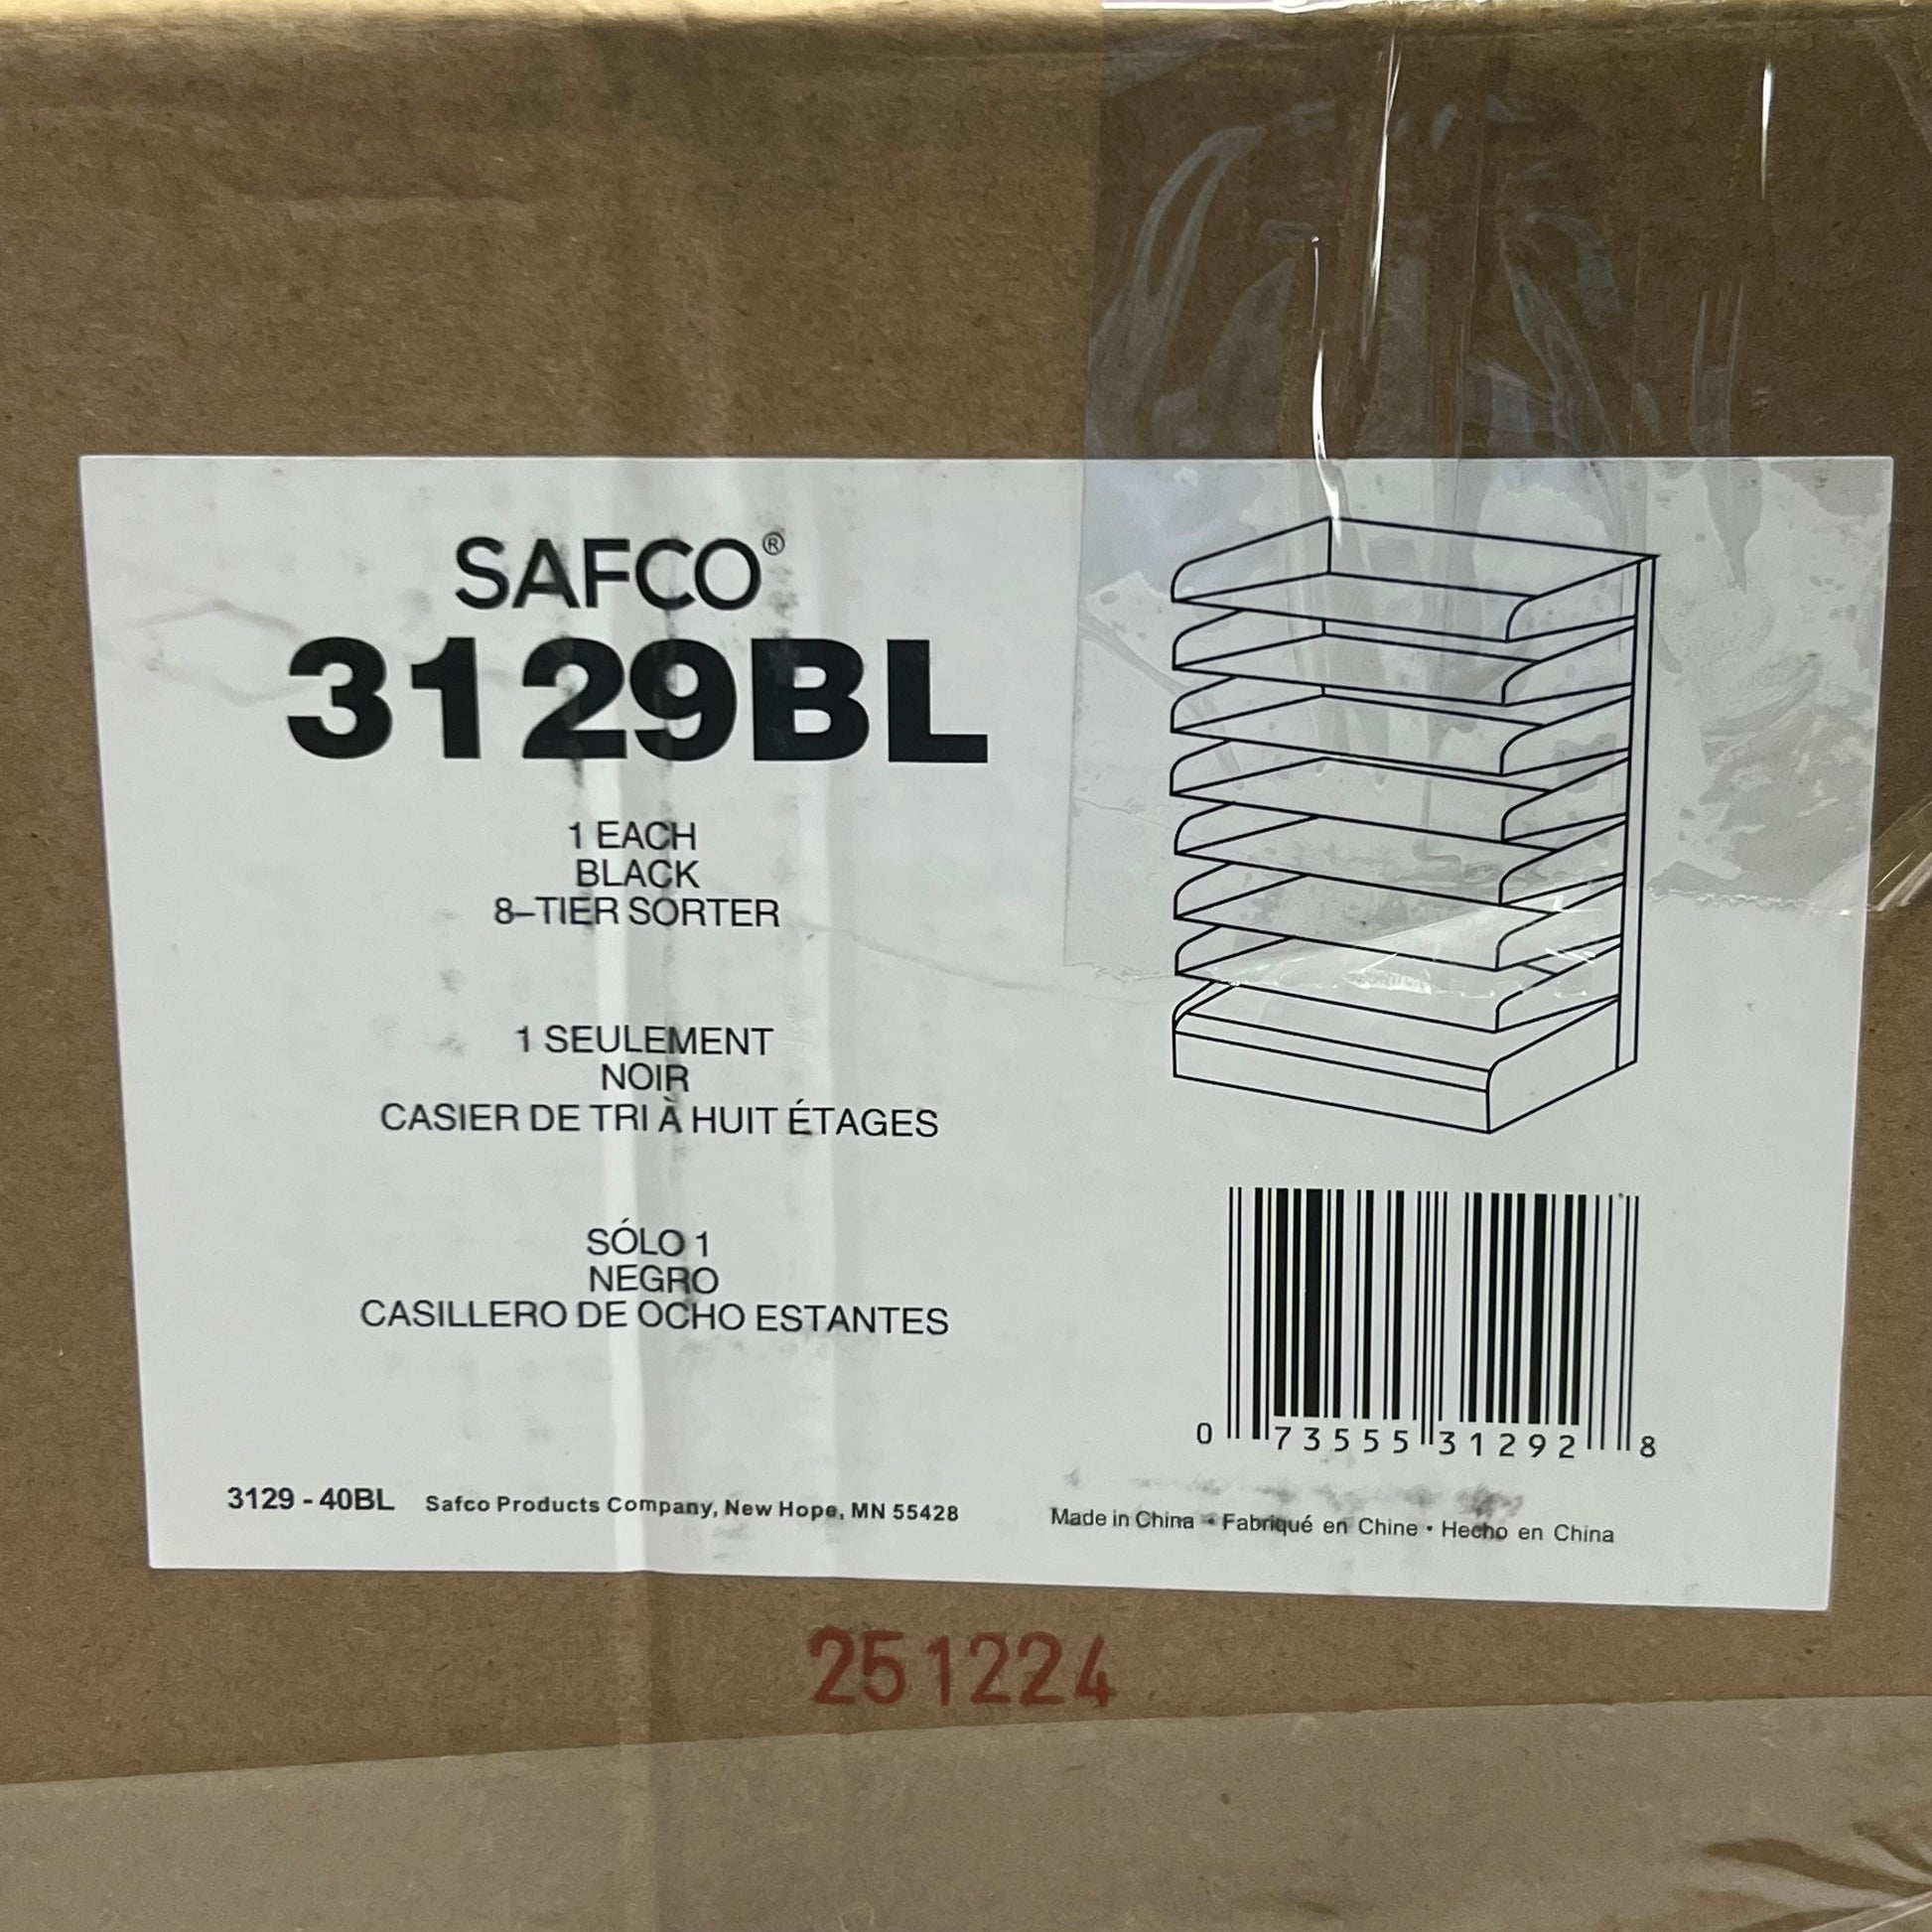 SAFCO®
3129BL
1 EACH
BLACK
8–TIER SORTER
1 SEULEMENT
NOIR
CASIER DE TRI À HUIT ÉTAGES
SÓLO 1
NEGRO
CASILLERO DE OCHO ESTANTES
0 73555 31292 8
3129 - 40BL Safco Products Company, New Hope, MN 55428
Made in China • Fabriqué en Chine • Hecho en China
251224